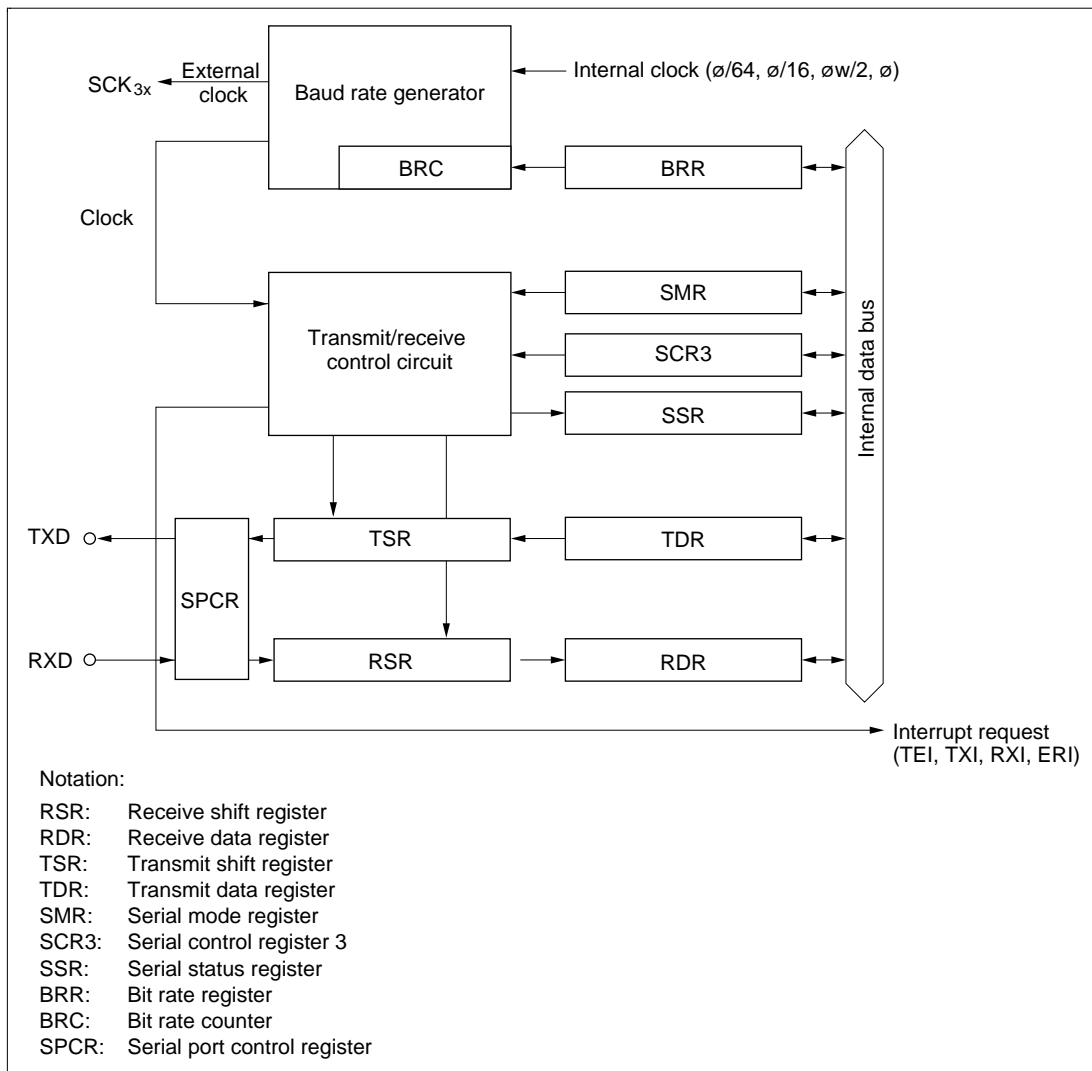 SCK3x
External
clock
Baud rate generator
Internal clock (ø/64, ø/16, øw/2, ø)
BRC
BRR
Clock
Transmit/receive
control circuit
SMR
SCR3
SSR
Internal data bus
TXD
TSR
TDR
SPCR
RXD
RSR
RDR
Interrupt request
(TEI, TXI, RXI, ERI)
Notation:
RSR: Receive shift register
RDR: Receive data register
TSR: Transmit shift register
TDR: Transmit data register
SMR: Serial mode register
SCR3: Serial control register 3
SSR: Serial status register
BRR: Bit rate register
BRC: Bit rate counter
SPCR: Serial port control register